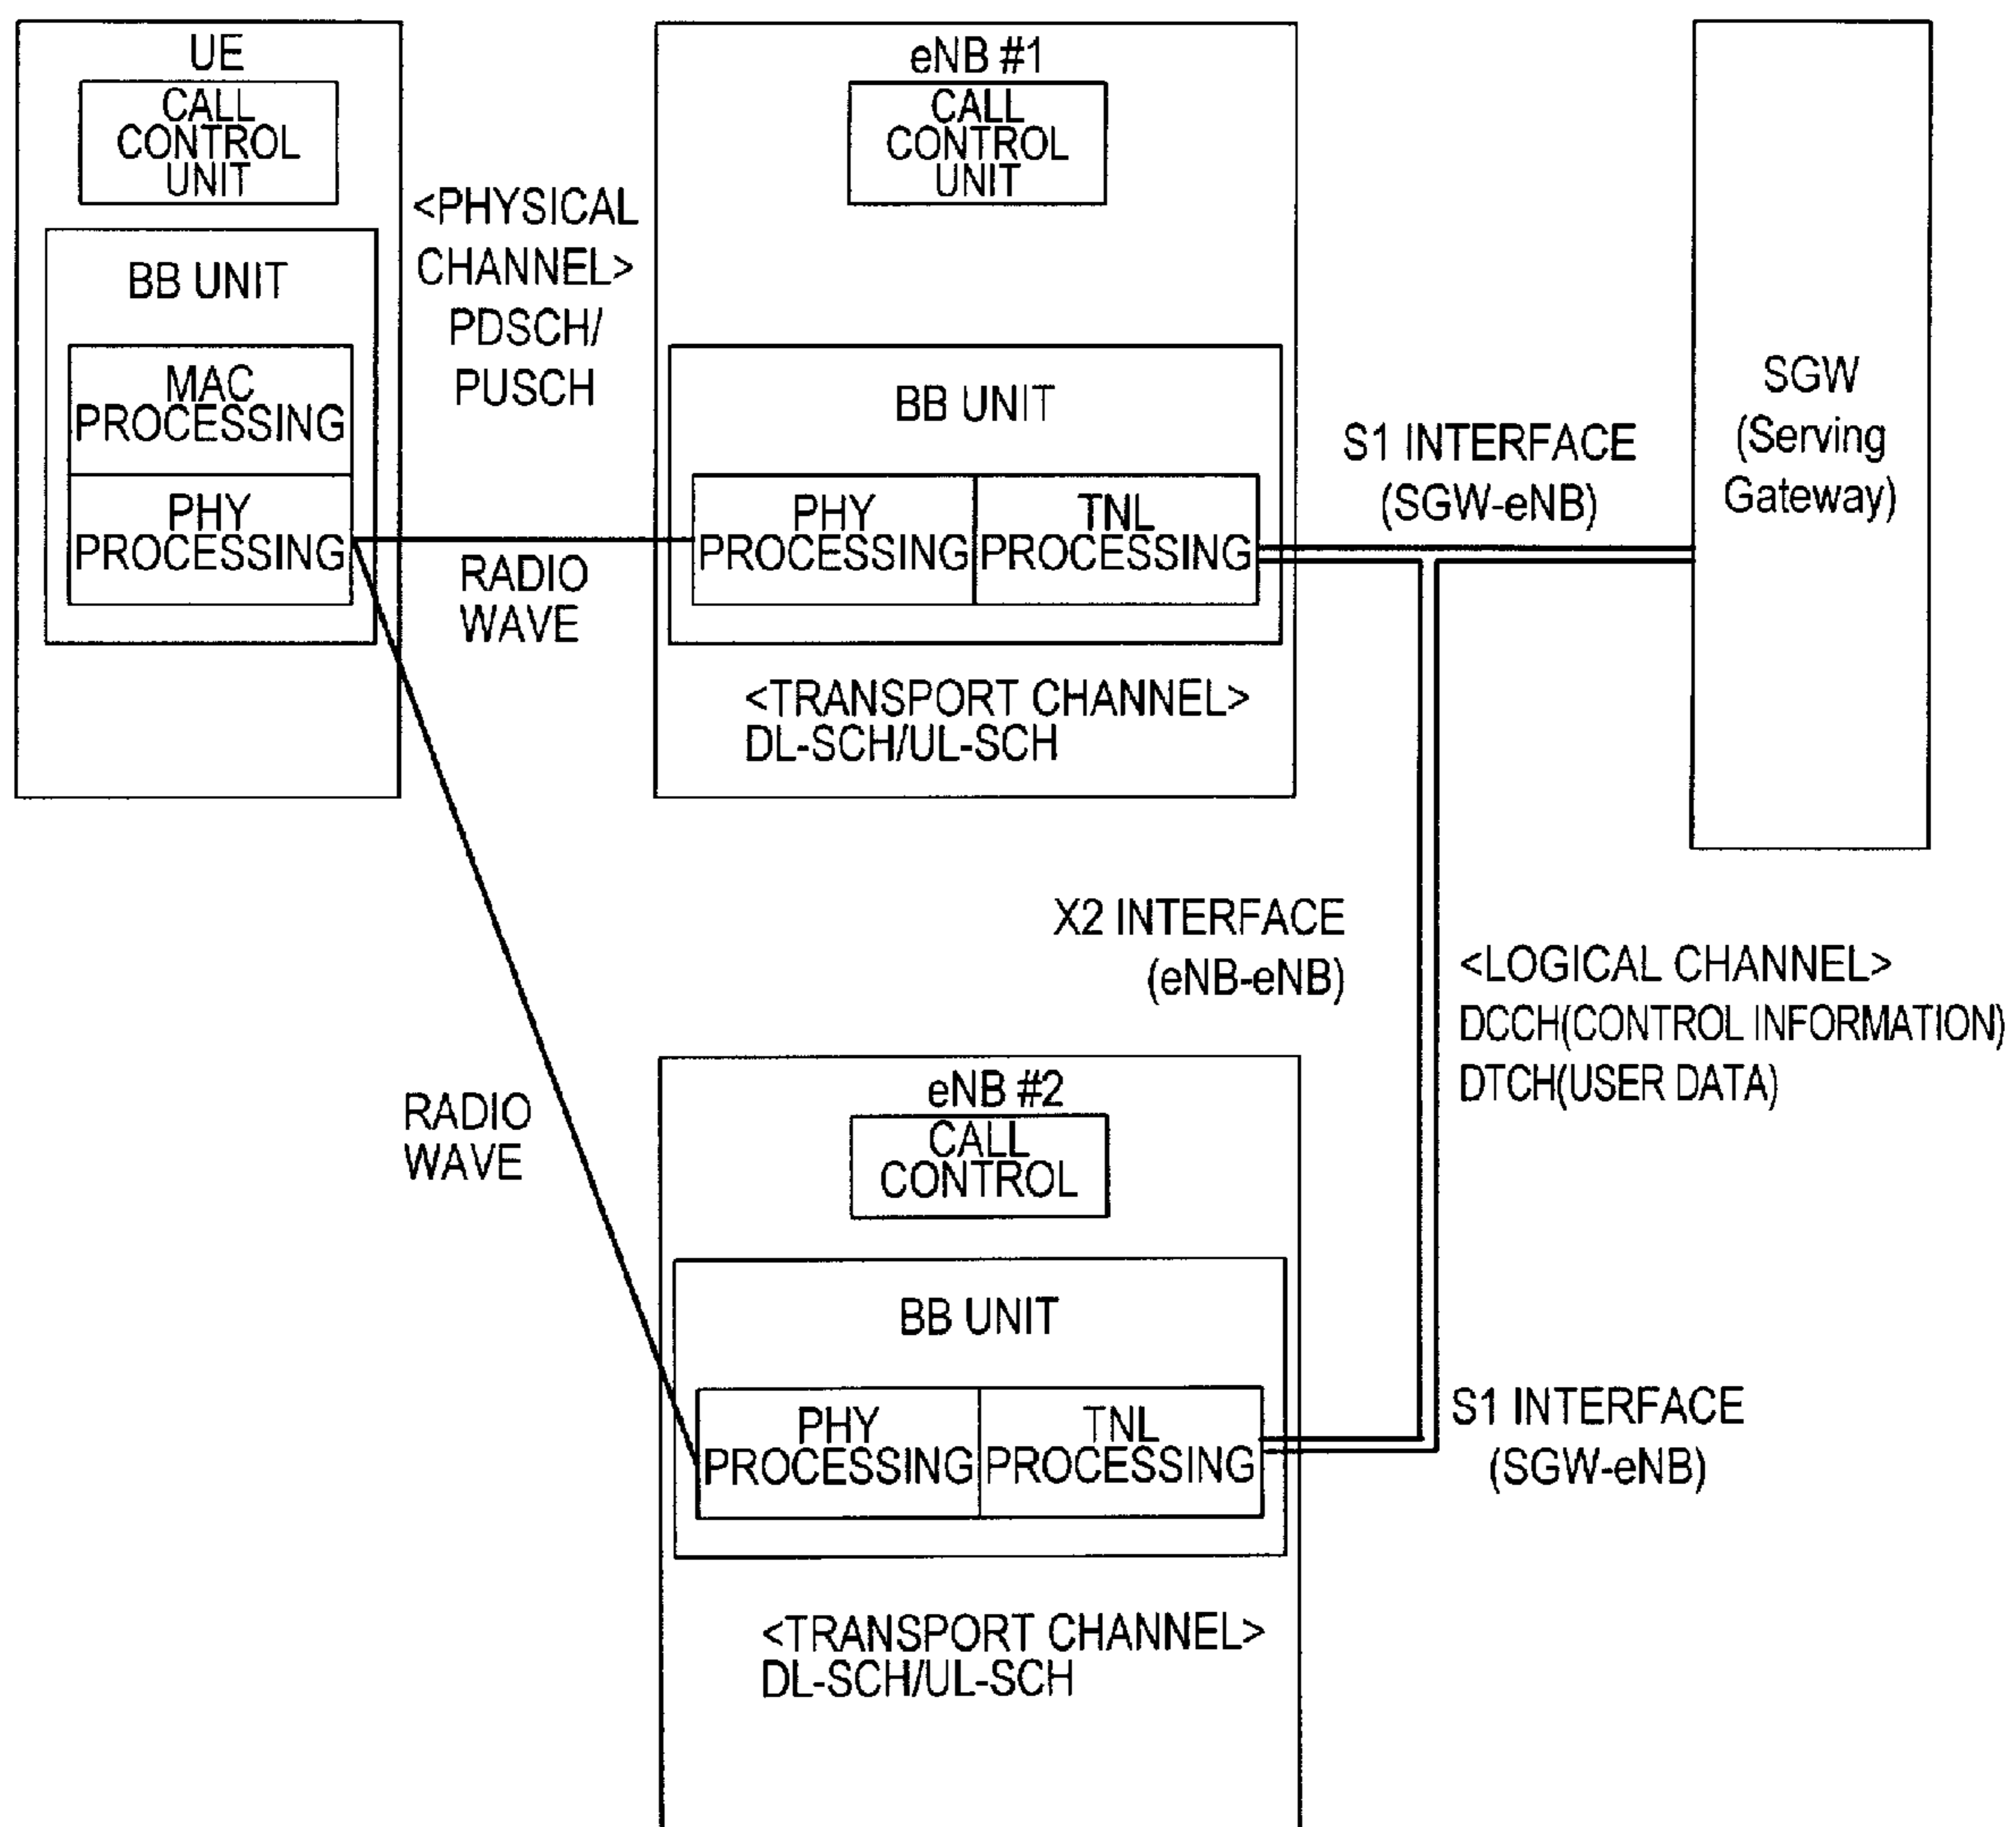 UE
CALL
CONTROL
UNIT
BB UNIT
MAC
PROCESSING
PHY
PROCESSING
<PHYSICAL
CHANNEL>
PDSCH/
PUSCH
RADIO
WAVE
eNB #1
CALL
CONTROL
UNIT
BB UNIT
PHY
PROCESSING
TNL
PROCESSING
<TRANSPORT CHANNEL>
DL-SCH/UL-SCH
S1 INTERFACE
(SGW-eNB)
SGW
(Serving
Gateway)
X2 INTERFACE
(eNB-eNB)
<LOGICAL CHANNEL>
DCCH(CONTROL INFORMATION)
DTCH(USER DATA)
RADIO
WAVE
eNB #2
CALL
CONTROL
BB UNIT
PHY
PROCESSING
TNL
PROCESSING
S1 INTERFACE
(SGW-eNB)
<TRANSPORT CHANNEL>
DL-SCH/UL-SCH